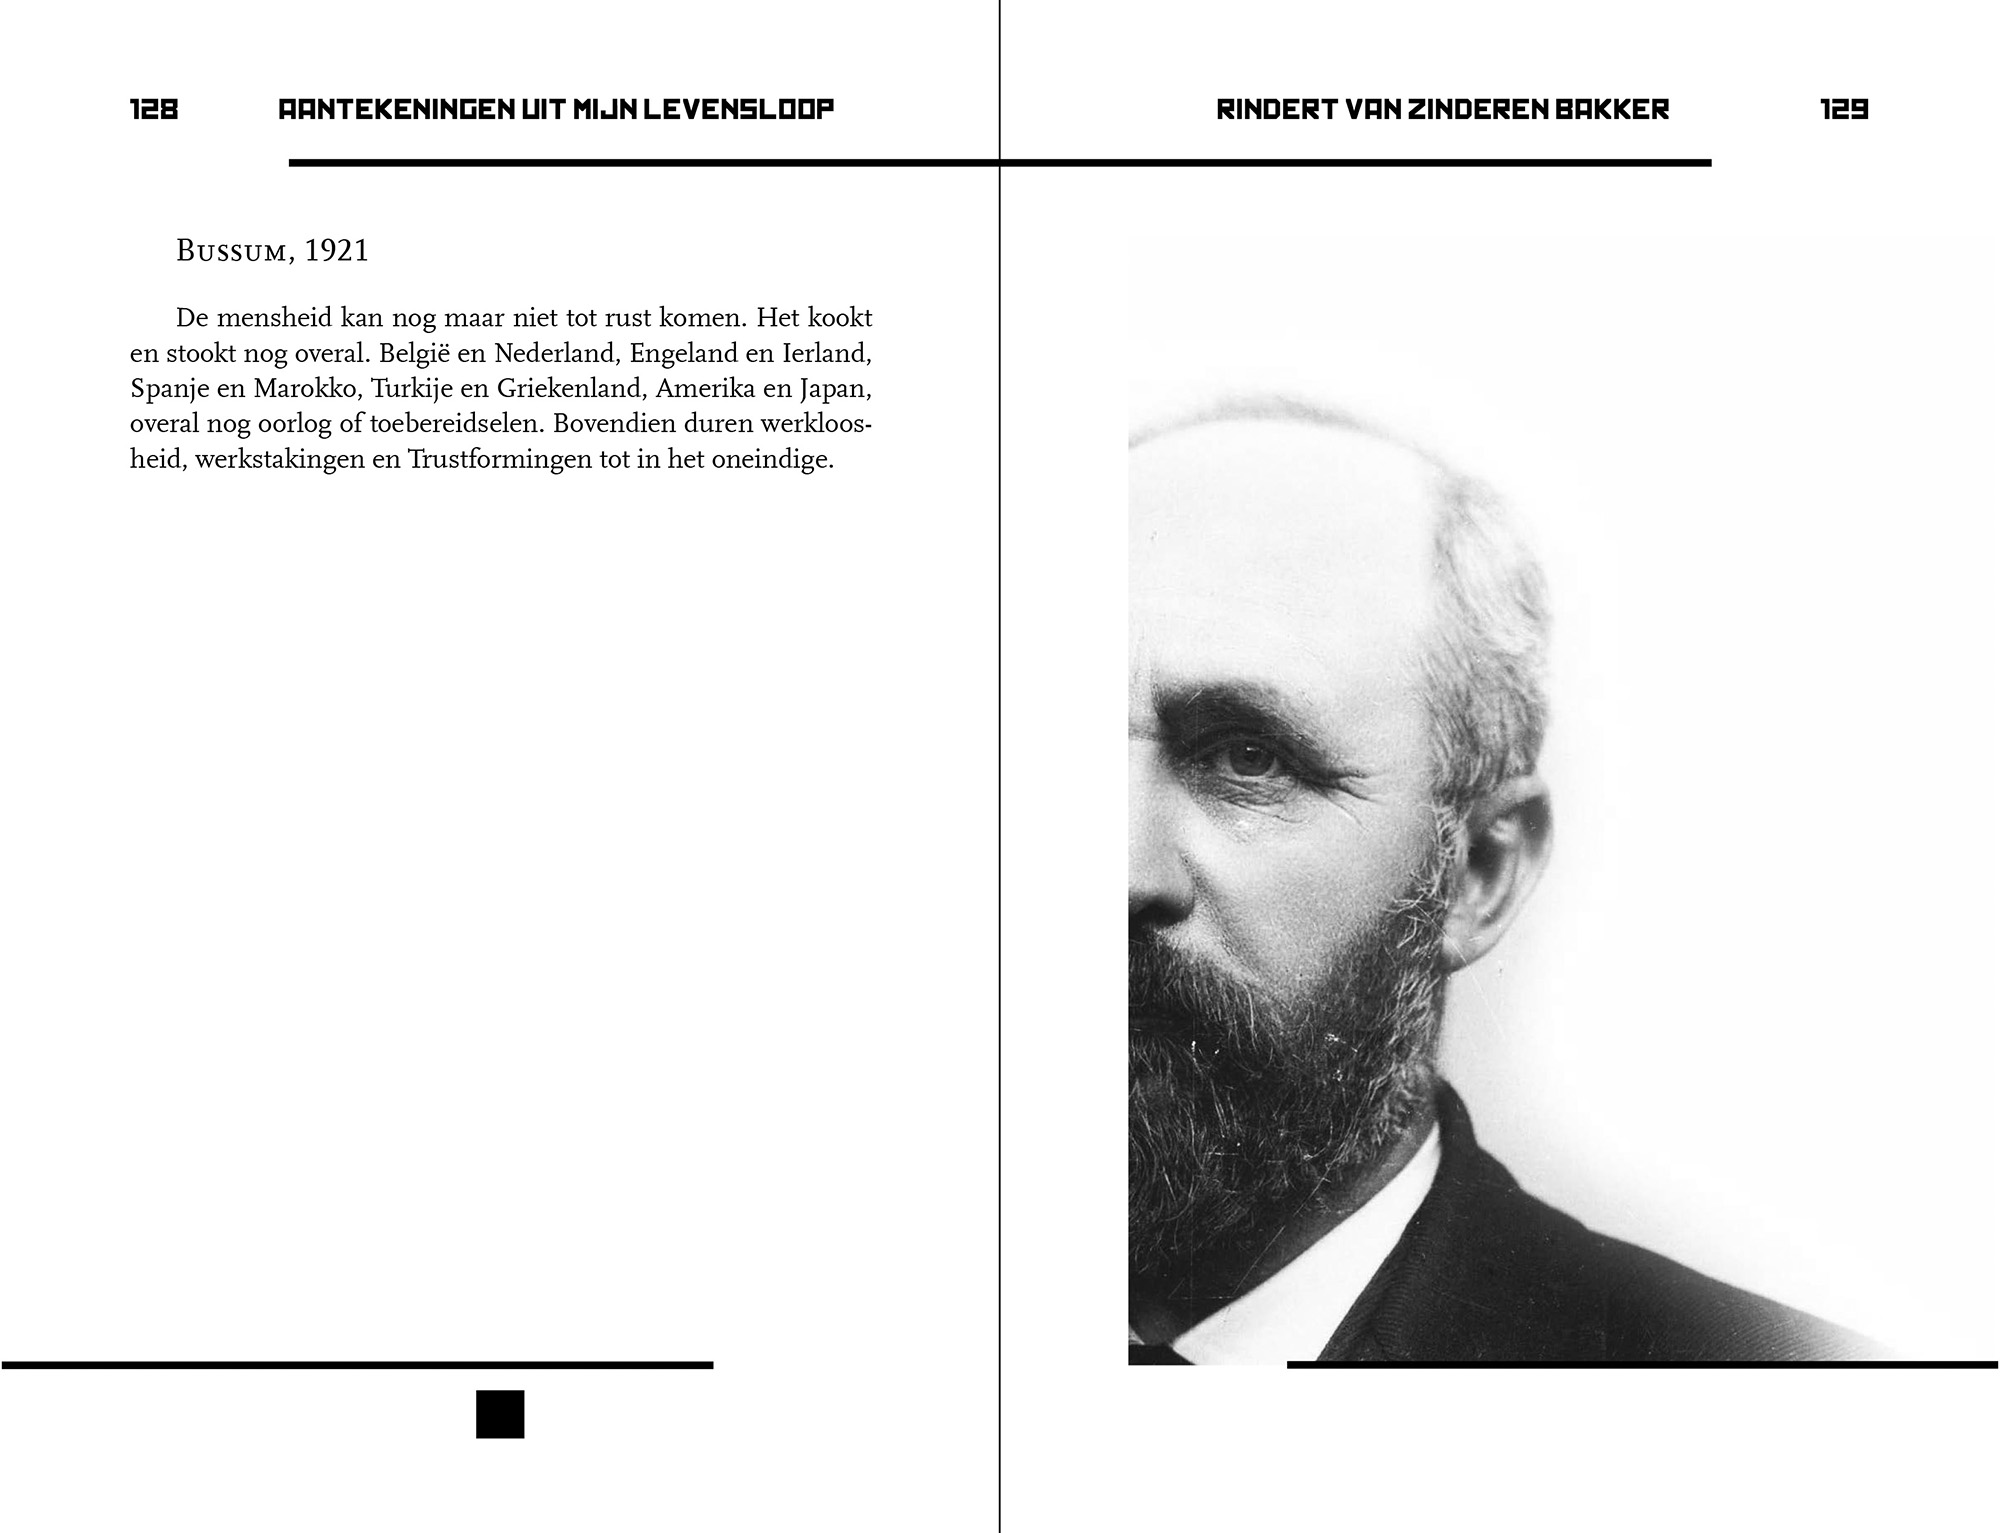 128 AANTEKENINGEN UIT MIJN LEVENSLOOP
Bussum, 1921
De mensheid kan nog maar niet tot rust komen. Het kookt
en stookt nog overal. België en Nederland, Engeland en Ierland,
Spanje en Marokko, Turkije en Griekenland, Amerika en Japan,
overal nog oorlog of toebereidselen. Bovendien duren werkloos-
heid, werkstakingen en Trustformingen tot in het oneindige.
RINDERT VAN ZINDEREN BAKKER 129